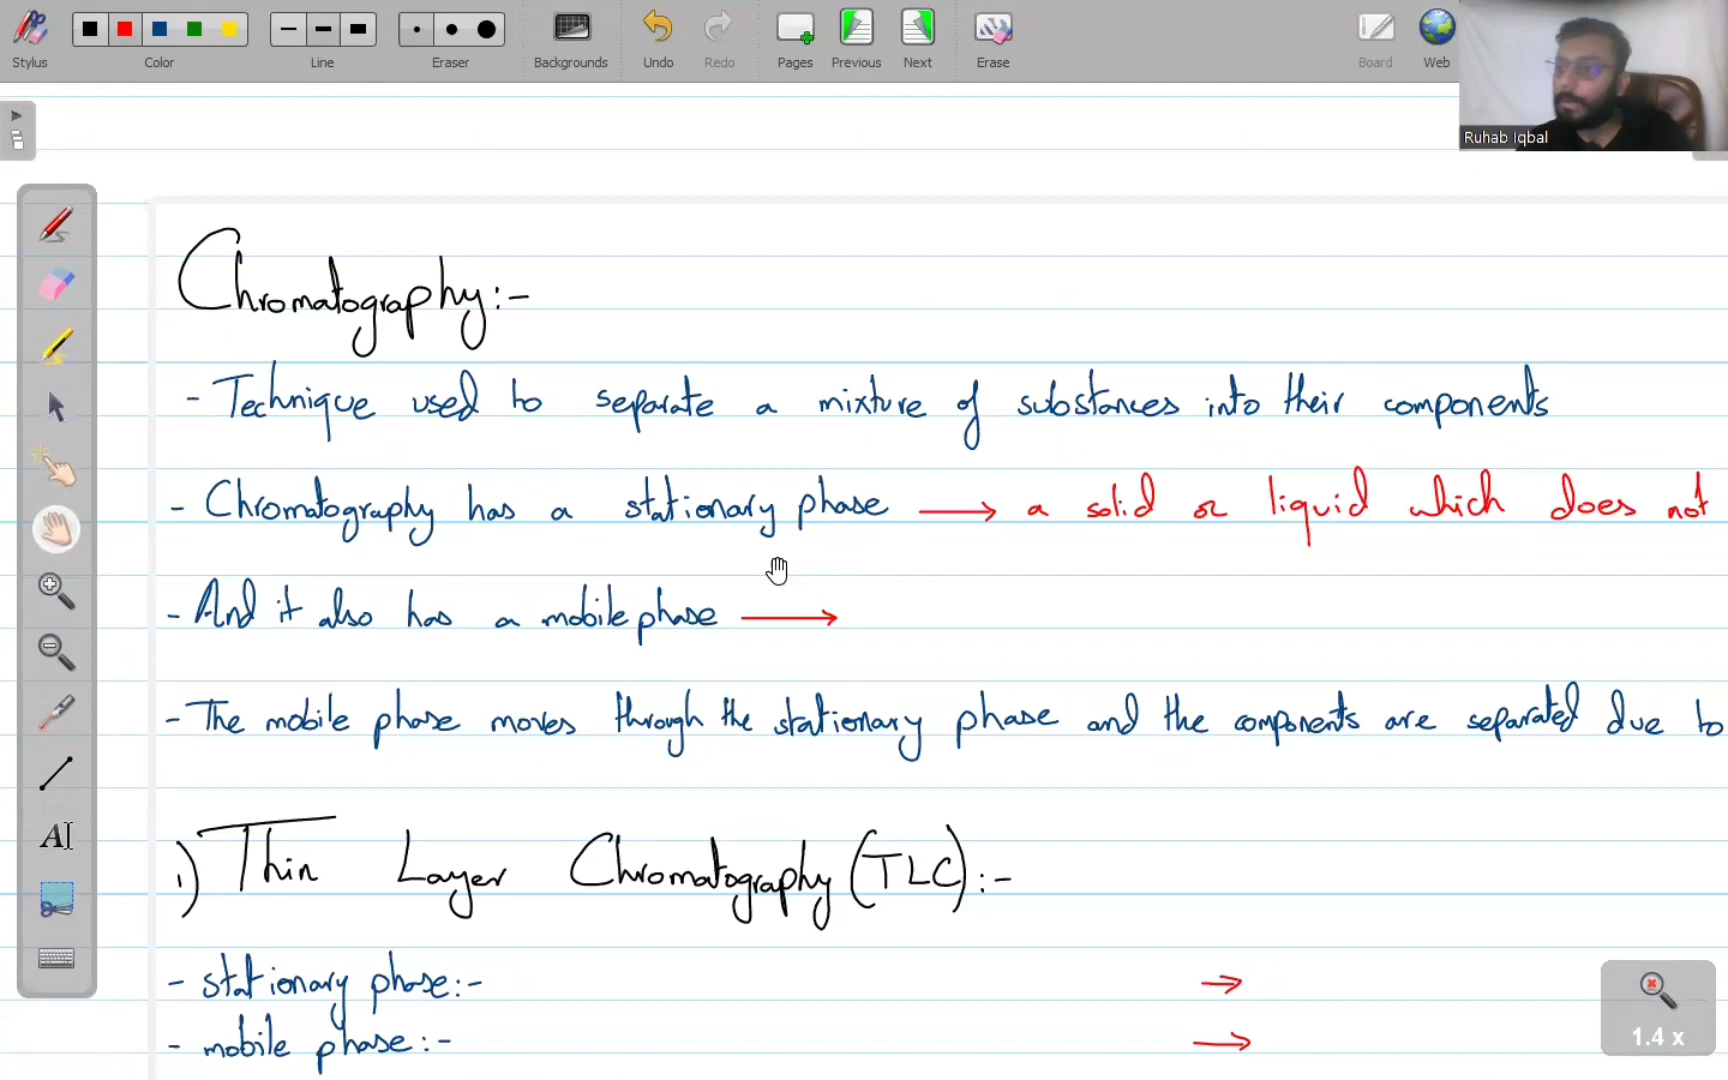 Stylus
Color
Line
Eraser
Backgrounds
Undo
Redo
Pages
Previous
Next
Erase
Board
Web
Ruhab Iqbal
Chromatography:-
- Technique used to separate a mixture of substances into their components
- Chromatography has a stationary phase → a solid or liquid which does not
- And it also has a mobile phase →
- The mobile phase moves through the stationary phase and the components are separated due to
1) Thin Layer Chromatography (TLC):-
- stationary phase:- →
- mobile phase:- →
AI
1.4 x